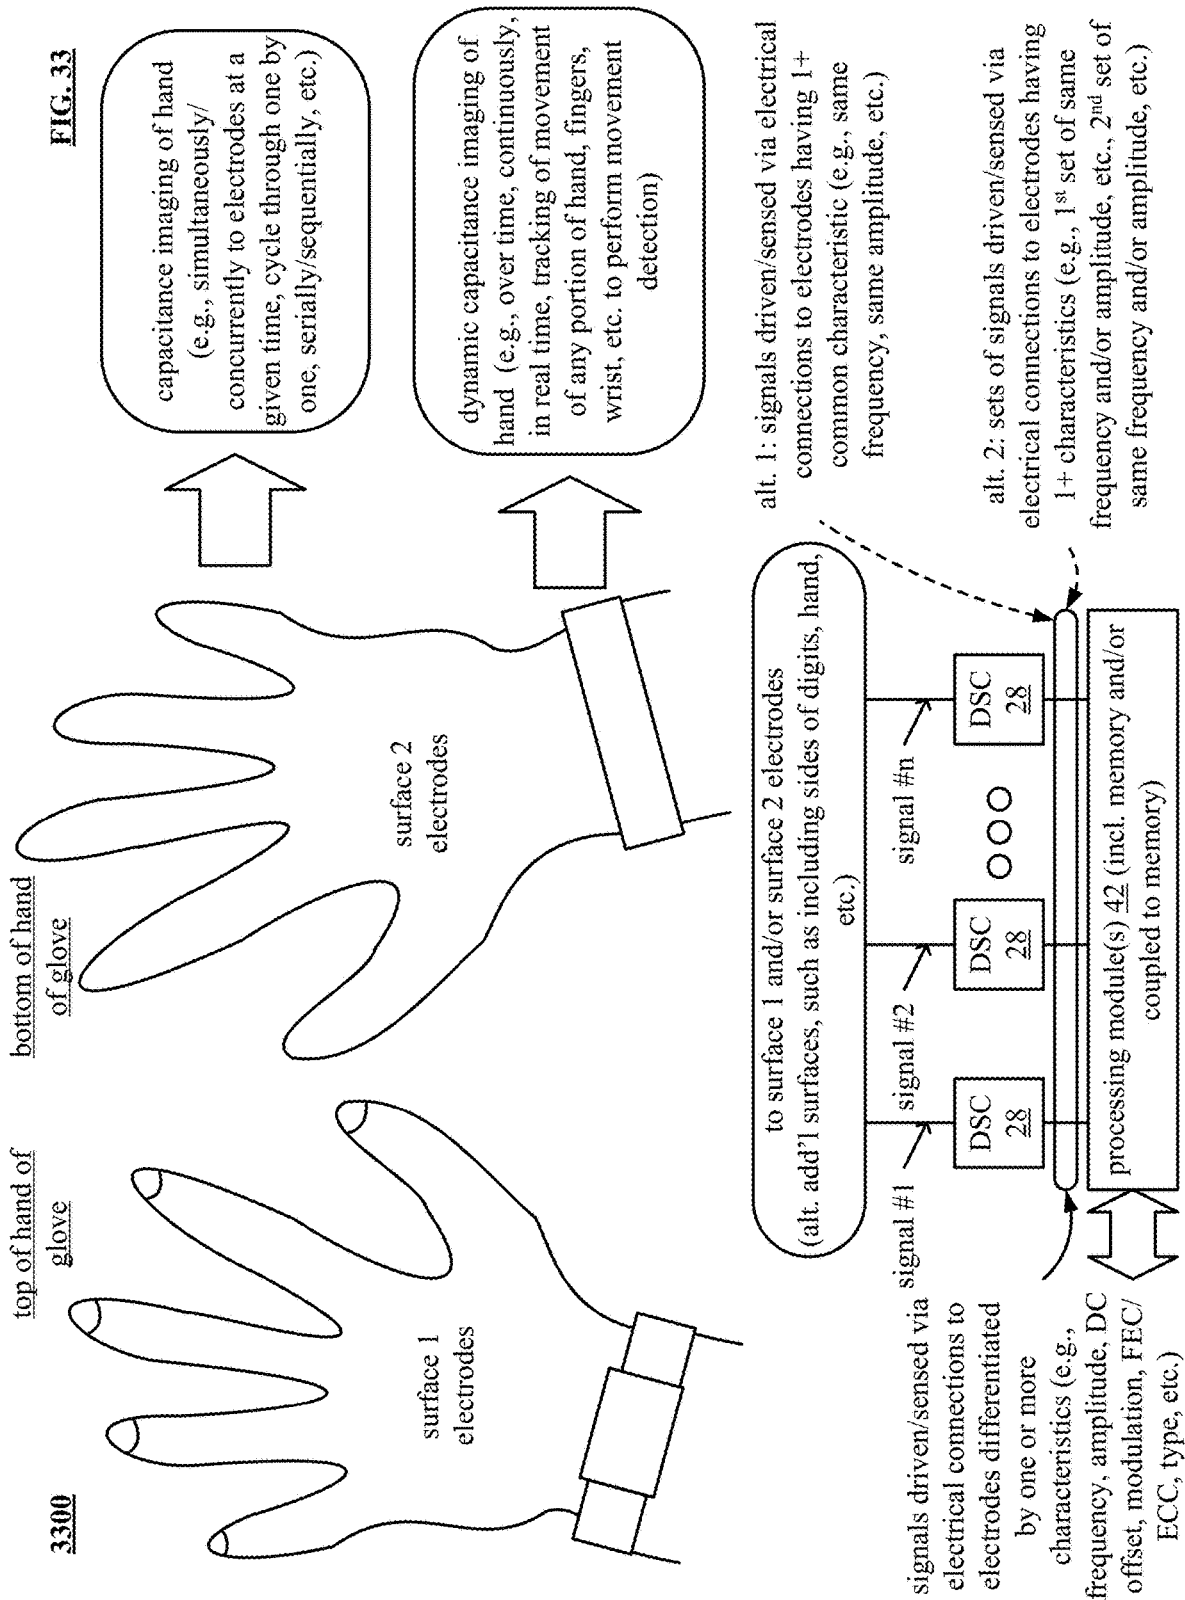 3300
FIG. 33
top of hand of
glove
bottom of hand
of glove
surface 1
electrodes
surface 2
electrodes
capacitance imaging of hand
(e.g., simultaneously/
concurrently to electrodes at a
given time, cycle through one by
one, serially/sequentially, etc.)
dynamic capacitance imaging of
hand (e.g., over time, continuously,
in real time, tracking of movement
of any portion of hand, fingers,
wrist, etc. to perform movement
detection)
to surface 1 and/or surface 2 electrodes
(alt. add'l surfaces, such as including sides of digits, hand,
etc.)
signal #1
signal #2
signal #n
DSC
28
DSC
28
DSC
28
processing module(s) 42 (incl. memory and/or
coupled to memory)
signals driven/sensed via
electrical connections to
electrodes differentiated
by one or more
characteristics (e.g.,
frequency, amplitude, DC
offset, modulation, FEC/
ECC, type, etc.)
alt. 1: signals driven/sensed via electrical
connections to electrodes having 1+
common characteristic (e.g., same
frequency, same amplitude, etc.)
alt. 2: sets of signals driven/sensed via
electrical connections to electrodes having
1+ characteristics (e.g., 1st set of same
frequency and/or amplitude, etc., 2nd set of
same frequency and/or amplitude, etc.)